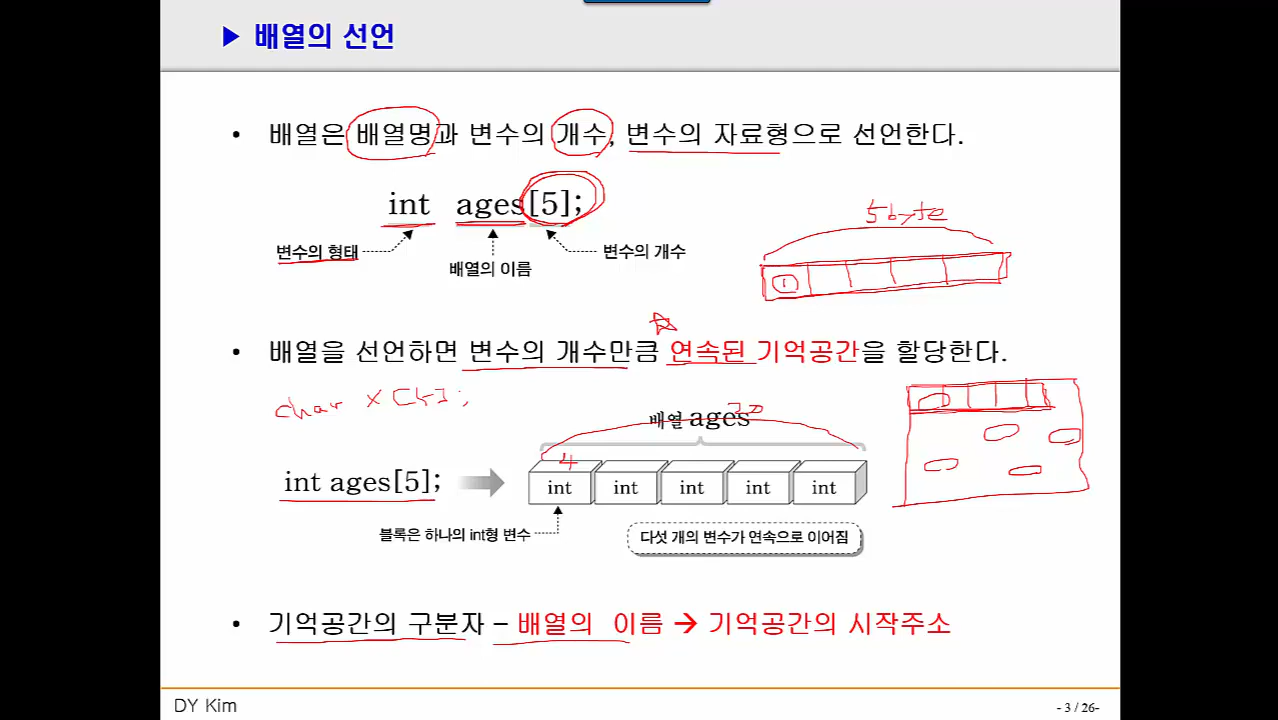 ▶ 배열의 선언
• 배열은 배열명과 변수의 개수, 변수의 자료형으로 선언한다.
int ages[5];
변수의 형태
배열의 이름
변수의 개수
5byte
1
• 배열을 선언하면 변수의 개수만큼 연속된 기억공간을 할당한다.
char x[5];
배열 ages
20
4
int ages[5];
int int int int int
블록은 하나의 int형 변수
다섯 개의 변수가 연속으로 이어짐
• 기억공간의 구분자 – 배열의 이름 → 기억공간의 시작주소
DY Kim
- 3 / 26-